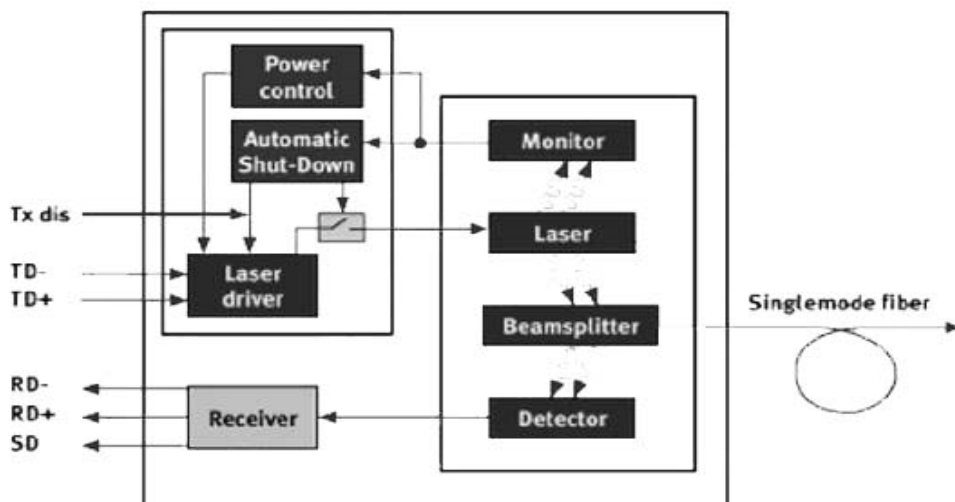 Power
control
Automatic
Shut-Down
Monitor
Tx dis
Laser
TD-
TD+
Laser
driver
Beamsplitter
Singlemode fiber
RD-
RD+
SD
Receiver
Detector